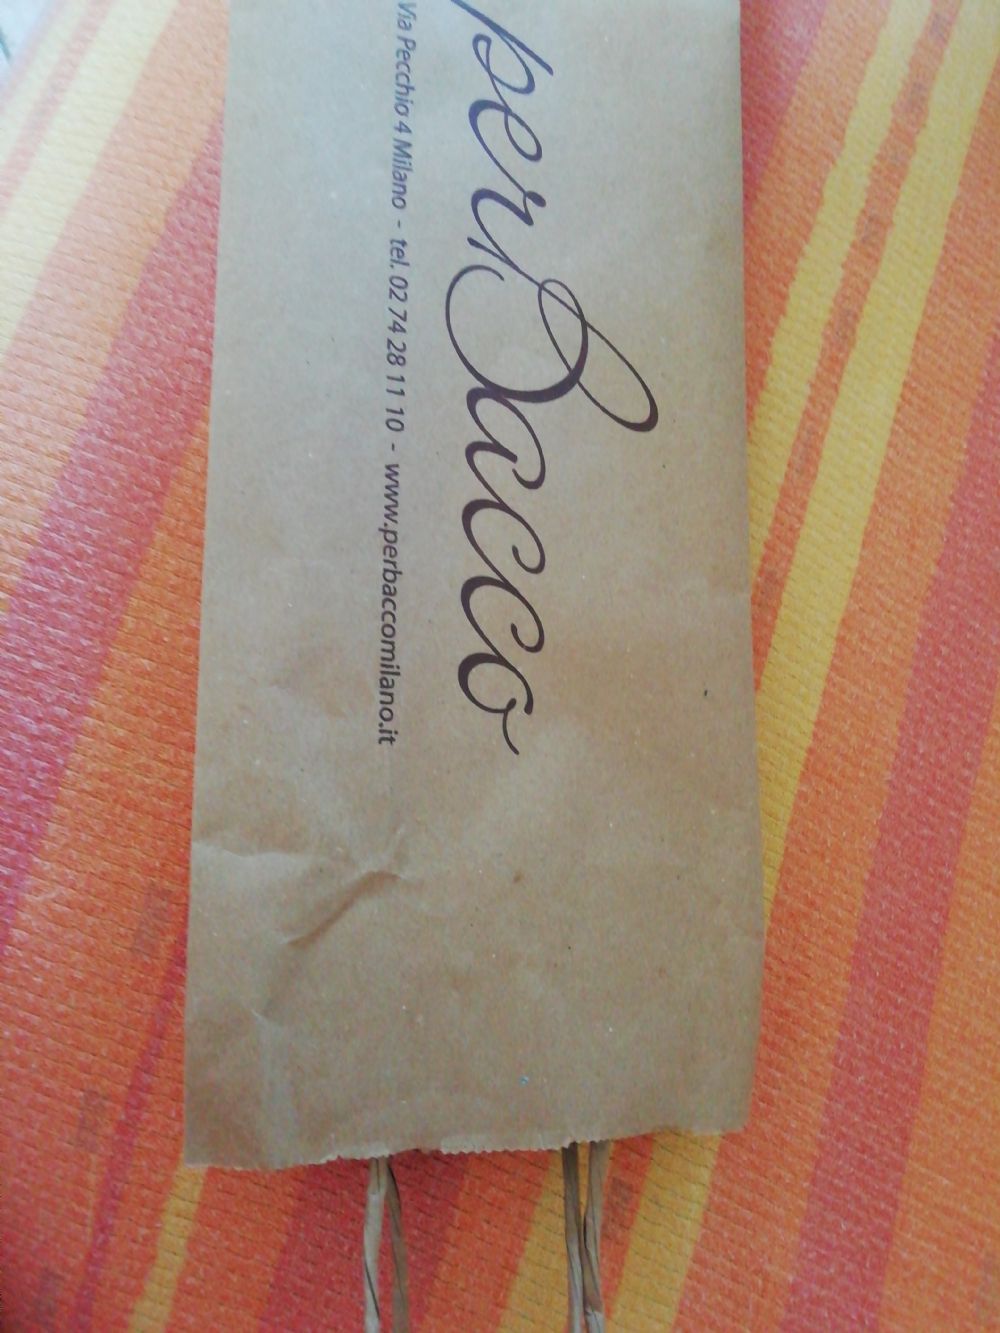 perBacco
Via Pecchio 4 Milano - tel. 02 74 28 11 10 - www.perbaccomilano.it